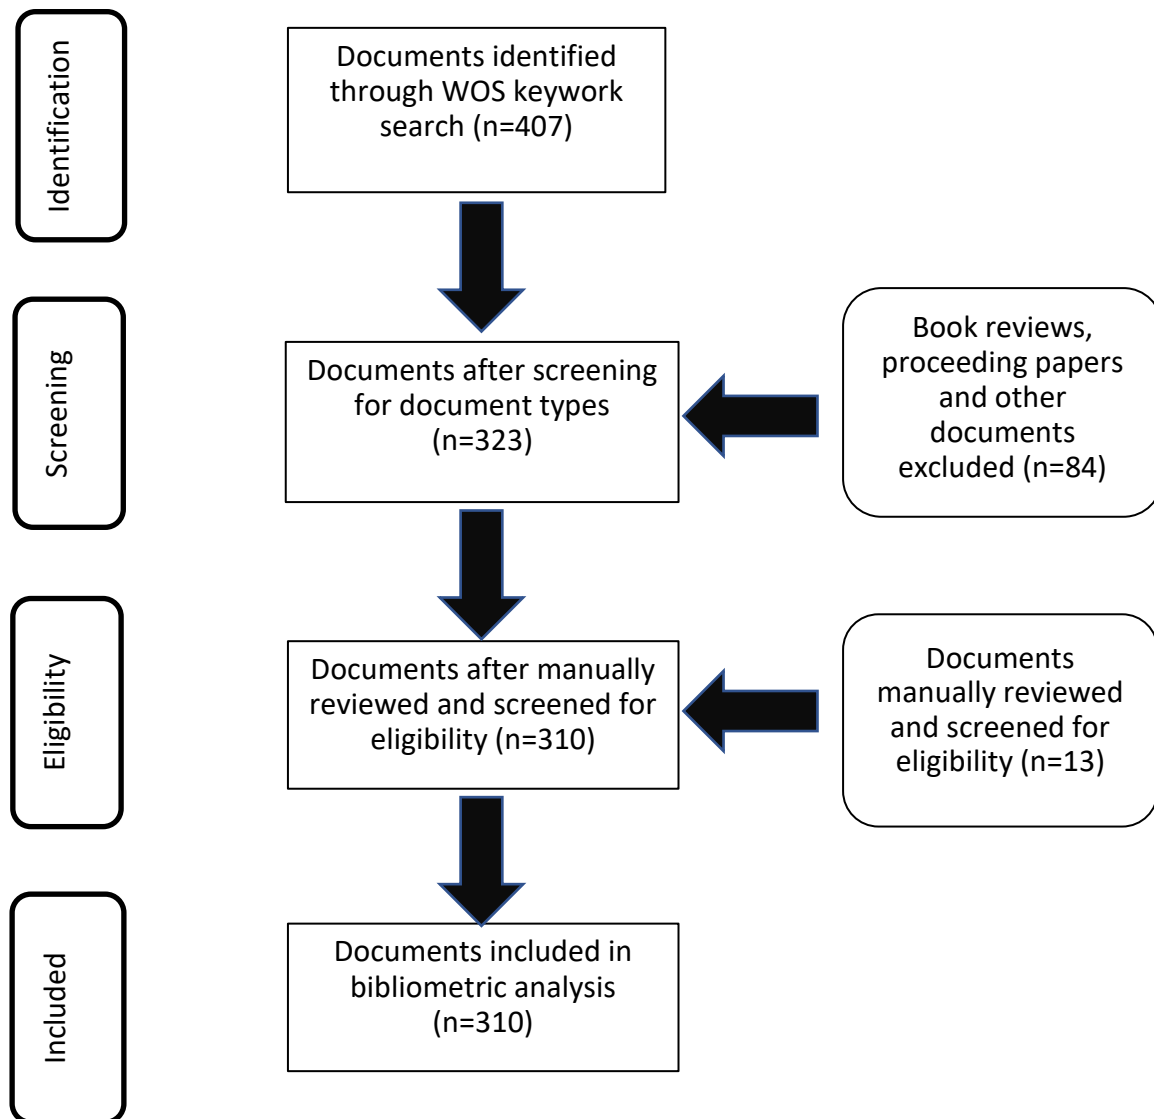 Identification
Documents identified
through WOS keywork
search (n=407)
Screening
Documents after screening
for document types
(n=323)
Book reviews,
proceeding papers
and other
documents
excluded (n=84)
Eligibility
Documents after manually
reviewed and screened for
eligibility (n=310)
Documents
manually reviewed
and screened for
eligibility (n=13)
Included
Documents included in
bibliometric analysis
(n=310)